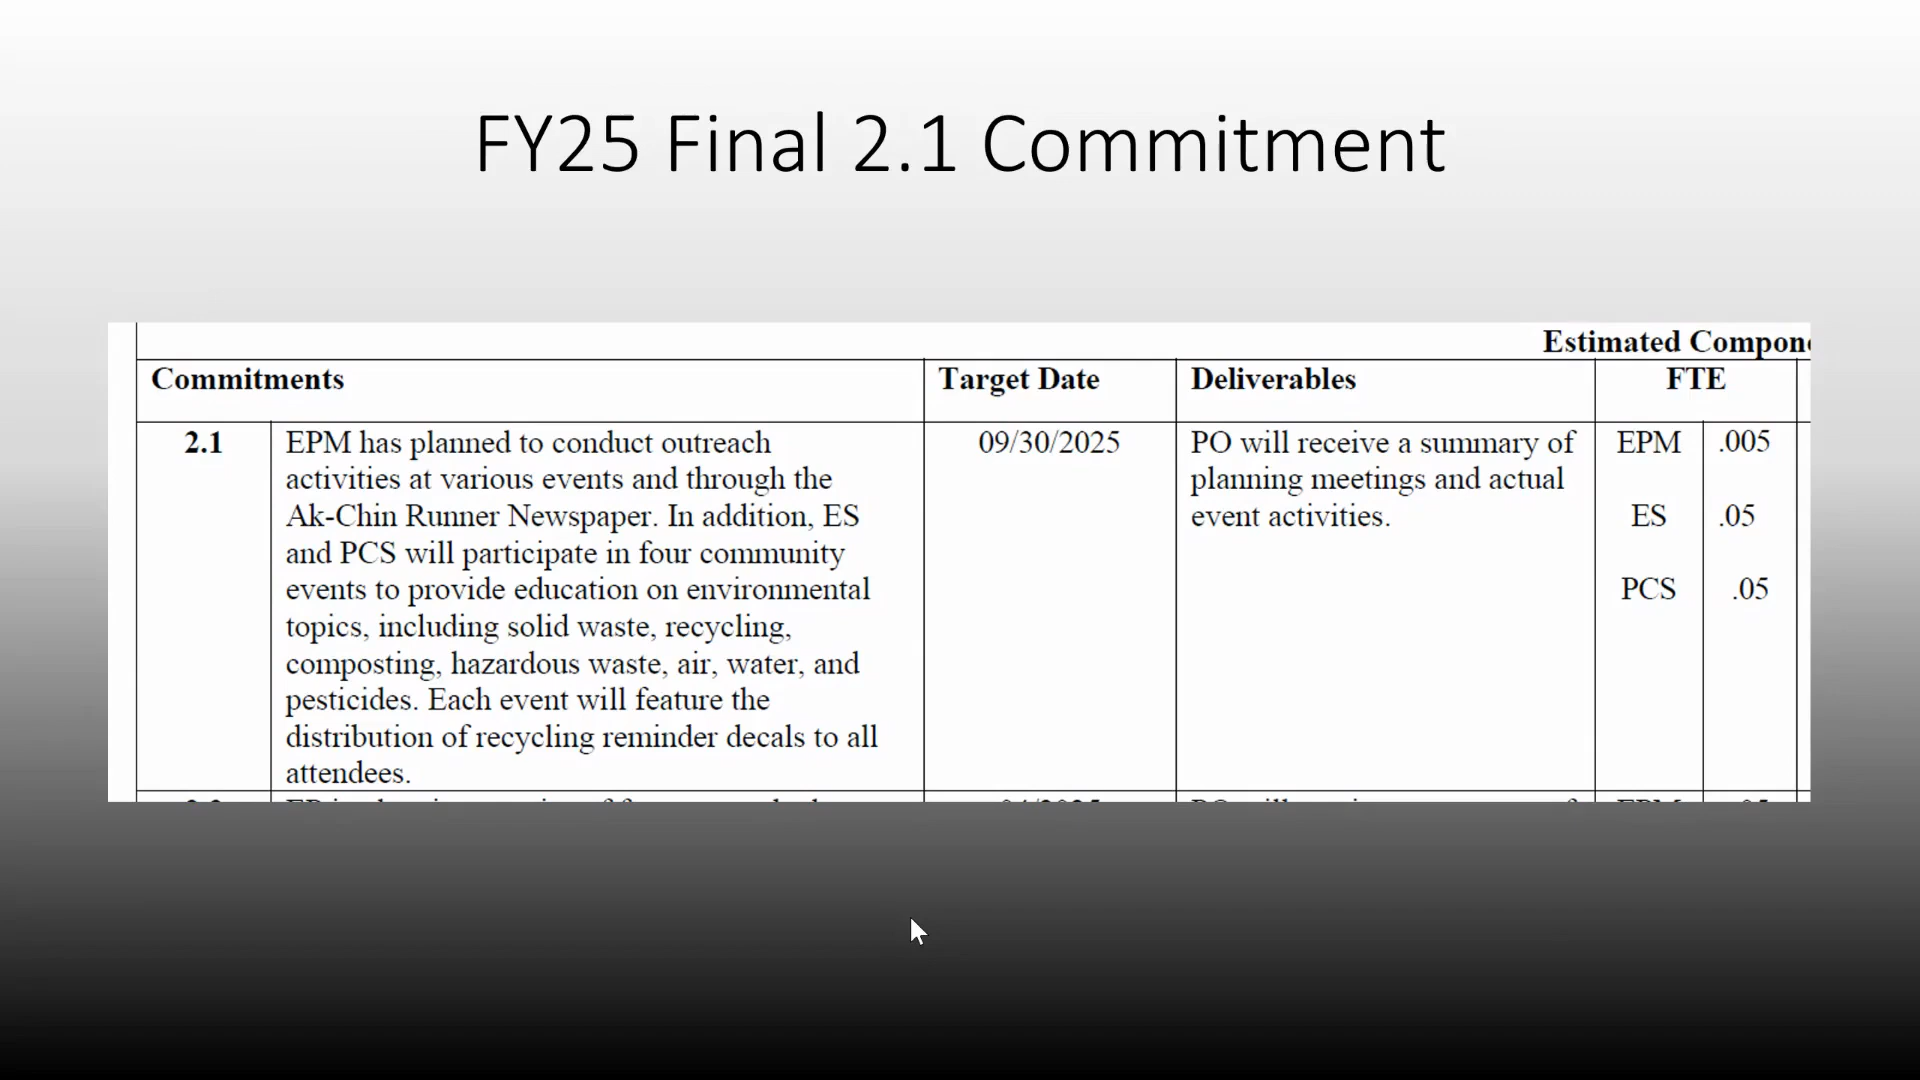 FY25 Final 2.1 Commitment
Estimated
Commitments
Target Date
Deliverables
FTE
2.1
EPM has planned to conduct outreach
activities at various events and through the
Ak-Chin Runner Newspaper. In addition, ES
and PCS will participate in four community
events to provide education on environmental
topics, including solid waste, recycling,
composting, hazardous waste, air, water, and
pesticides. Each event will feature the
distribution of recycling reminder decals to all
attendees.
09/30/2025
PO will receive a summary of
planning meetings and actual
event activities.
EPM .005
ES .05
PCS .05